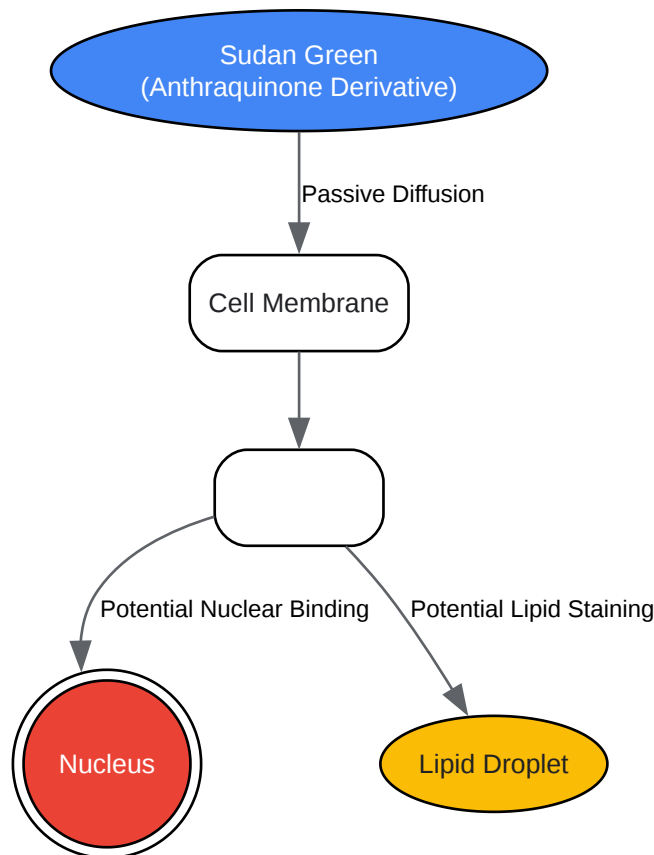 Sudan Green
(Anthraquinone Derivative)
Passive Diffusion
Cell Membrane
Potential Nuclear Binding
Potential Lipid Staining
Nucleus
Lipid Droplet